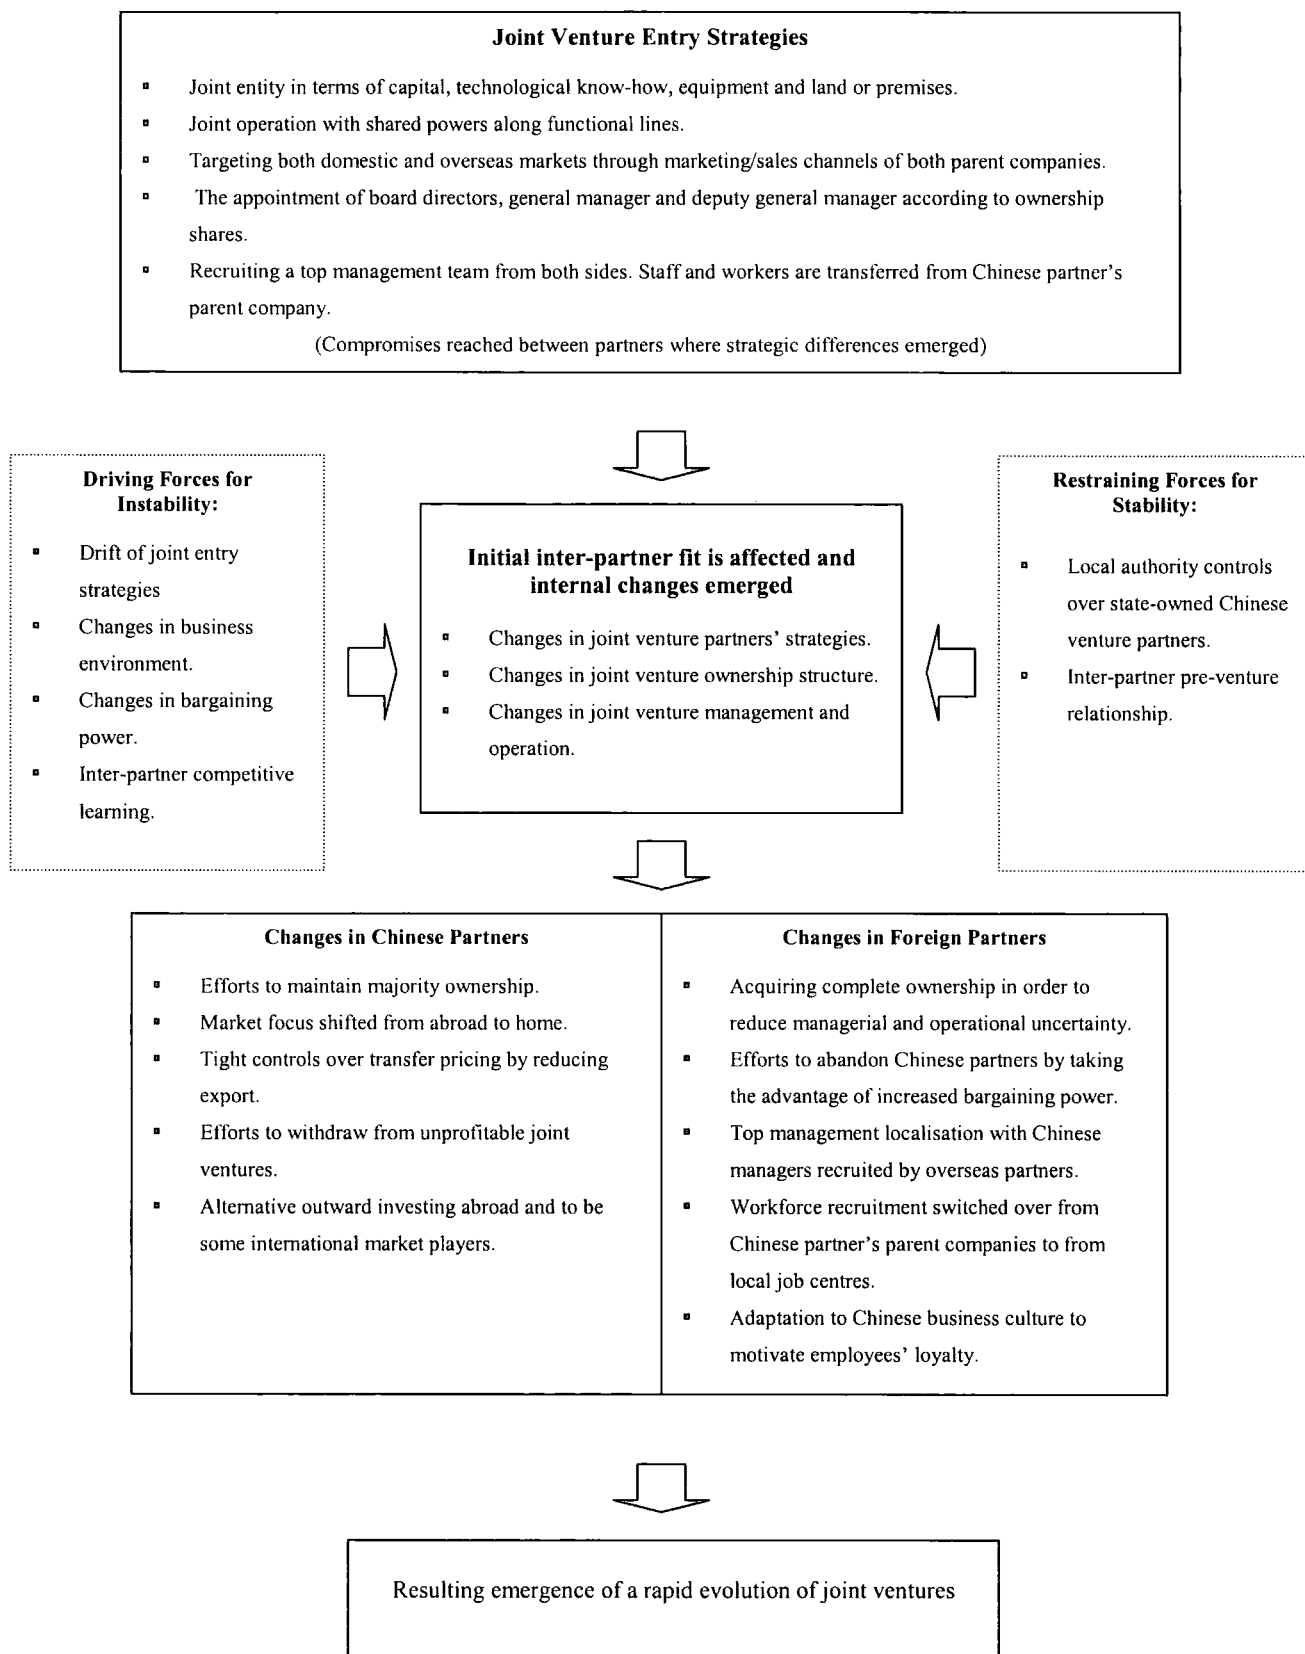 Joint Venture Entry Strategies
Joint entity in terms of capital, technological know-how, equipment and land or premises.
Joint operation with shared powers along functional lines.
Targeting both domestic and overseas markets through marketing/sales channels of both parent companies.
The appointment of board directors, general manager and deputy general manager according to ownership
shares.
Recruiting a top management team from both sides. Staff and workers are transferred from Chinese partner's
parent company.
(Compromises reached between partners where strategic differences emerged)
Driving Forces for
Instability:
Drift of joint entry
strategies
Changes in business
environment.
Changes in bargaining
power.
Inter-partner competitive
learning.
Initial inter-partner fit is affected and
internal changes emerged
Changes in joint venture partners' strategies.
Changes in joint venture ownership structure.
Changes in joint venture management and
operation.
Restraining Forces for
Stability:
Local authority controls
over state-owned Chinese
venture partners.
Inter-partner pre-venture
relationship.
Changes in Chinese Partners
Efforts to maintain majority ownership.
Market focus shifted from abroad to home.
Tight controls over transfer pricing by reducing
export.
Efforts to withdraw from unprofitable joint
ventures.
Alternative outward investing abroad and to be
some international market players.
Changes in Foreign Partners
Acquiring complete ownership in order to
reduce managerial and operational uncertainty.
Efforts to abandon Chinese partners by taking
the advantage of increased bargaining power.
Top management localisation with Chinese
managers recruited by overseas partners.
Workforce recruitment switched over from
Chinese partner's parent companies to from
local job centres.
Adaptation to Chinese business culture to
motivate employees' loyalty.
Resulting emergence of a rapid evolution of joint ventures